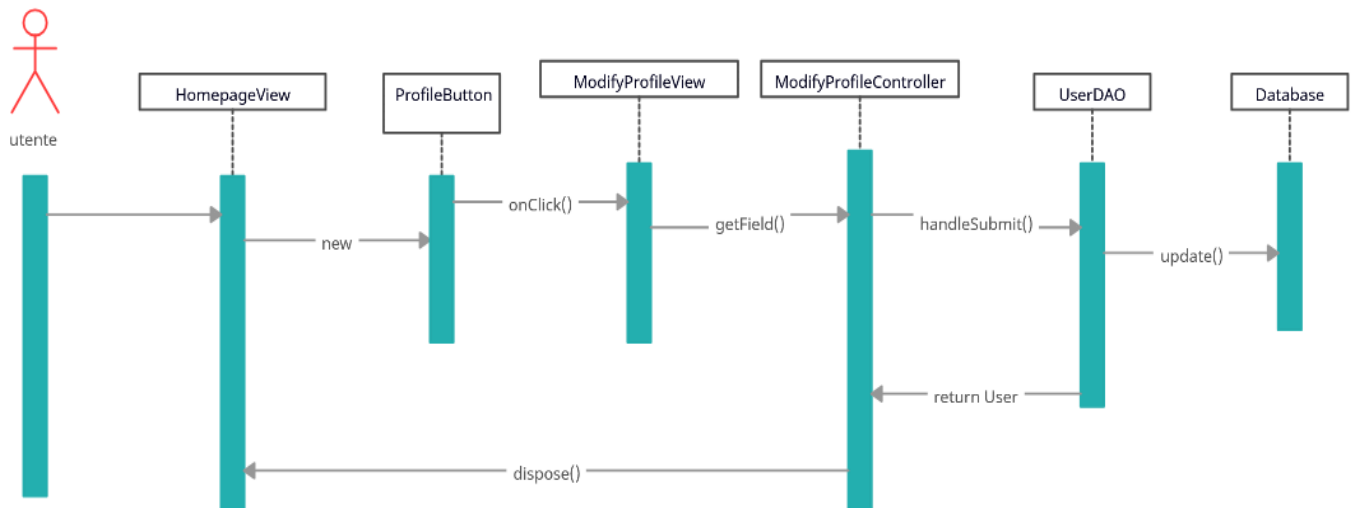 utente
HomepageView
ProfileButton
ModifyProfileView
ModifyProfileController
UserDAO
Database
onClick()
getField()
handleSubmit()
new
update()
return User
dispose()